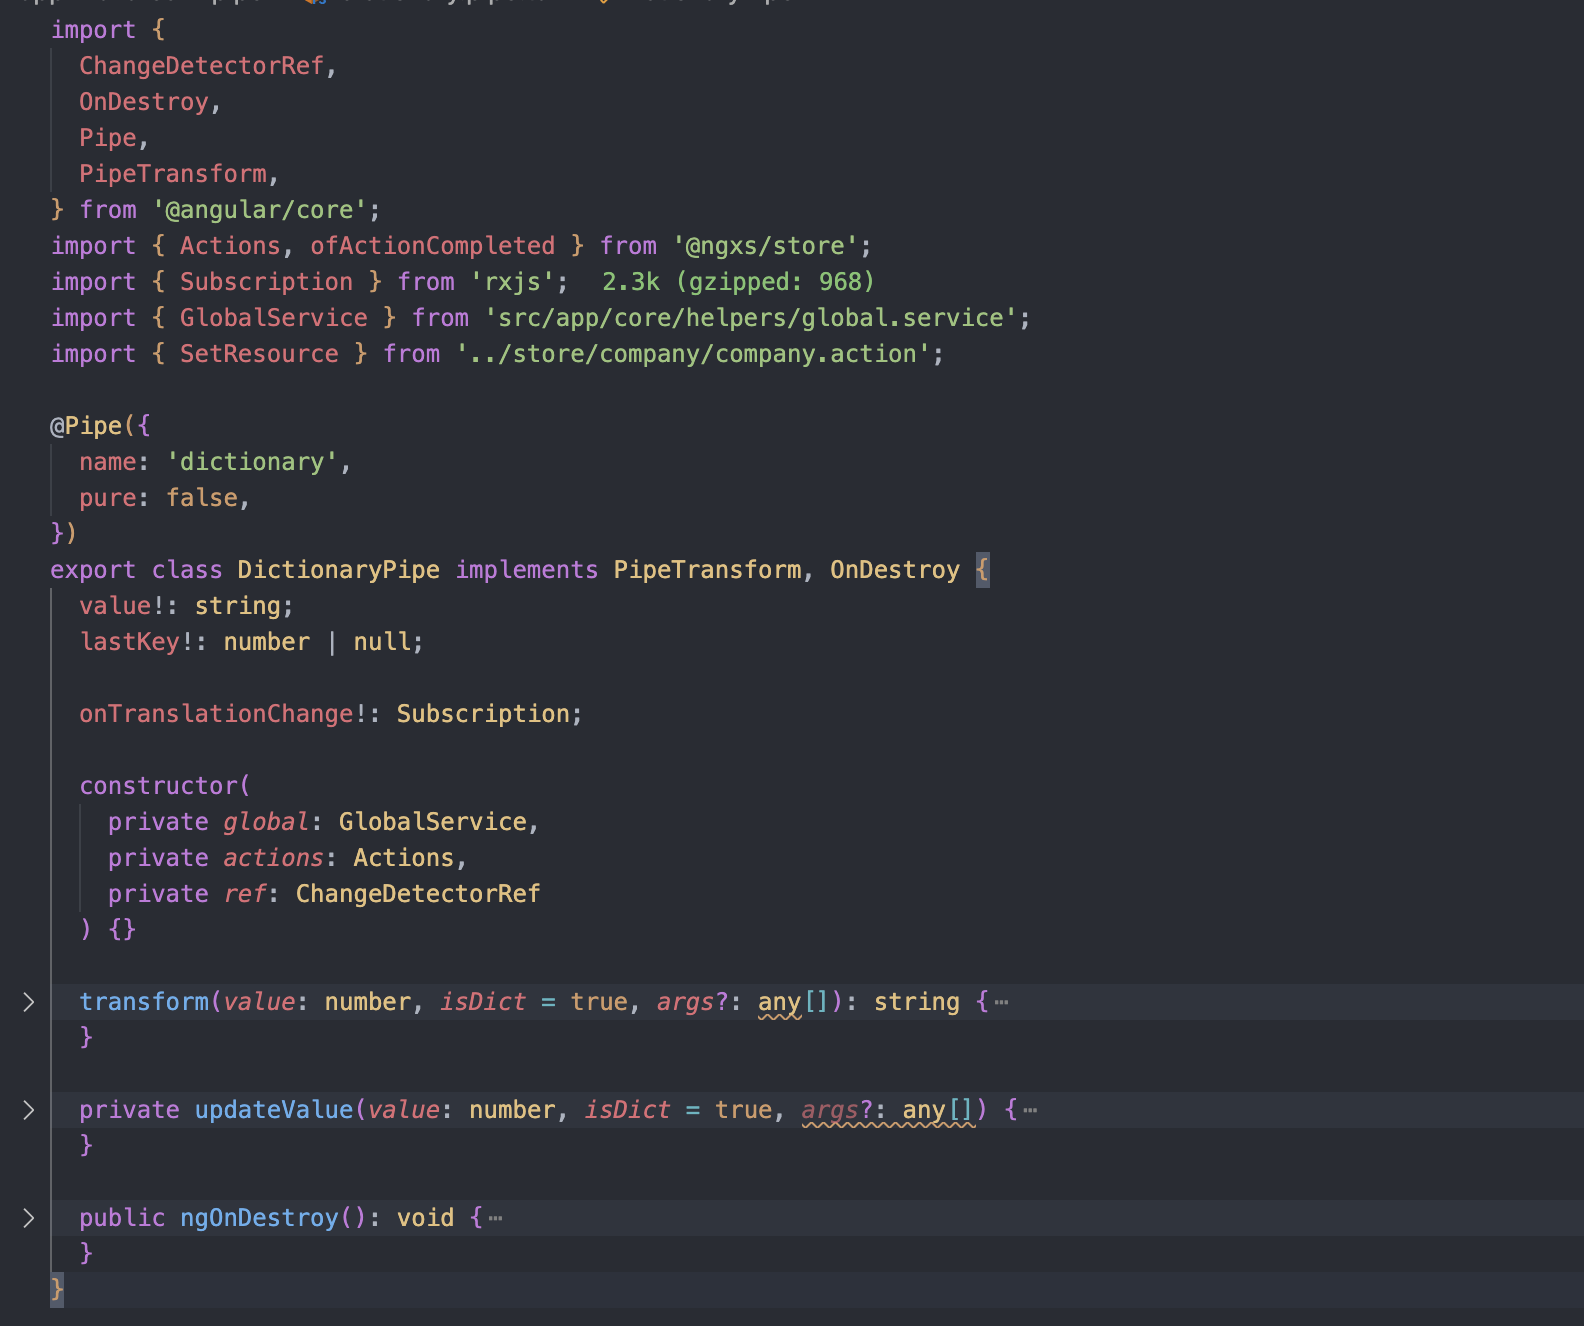 import {
ChangeDetectorRef,
OnDestroy,
Pipe,
PipeTransform,
} from '@angular/core';
import { Actions, ofActionCompleted } from '@ngxs/store';
import { Subscription } from 'rxjs'; 2.3k (gzipped: 968)
import { GlobalService } from 'src/app/core/helpers/global.service';
import { SetResource } from '../store/company/company.action';
@Pipe({
name: 'dictionary',
pure: false,
})
export class DictionaryPipe implements PipeTransform, OnDestroy {
value!: string;
lastKey!: number | null;
onTranslationChange!: Subscription;
constructor(
private global: GlobalService,
private actions: Actions,
private ref: ChangeDetectorRef
) {}
transform(value: number, isDict = true, args?: any[]): string {⋯
}
private updateValue(value: number, isDict = true, args?: any[]) {⋯
}
public ngOnDestroy(): void {⋯
}
}